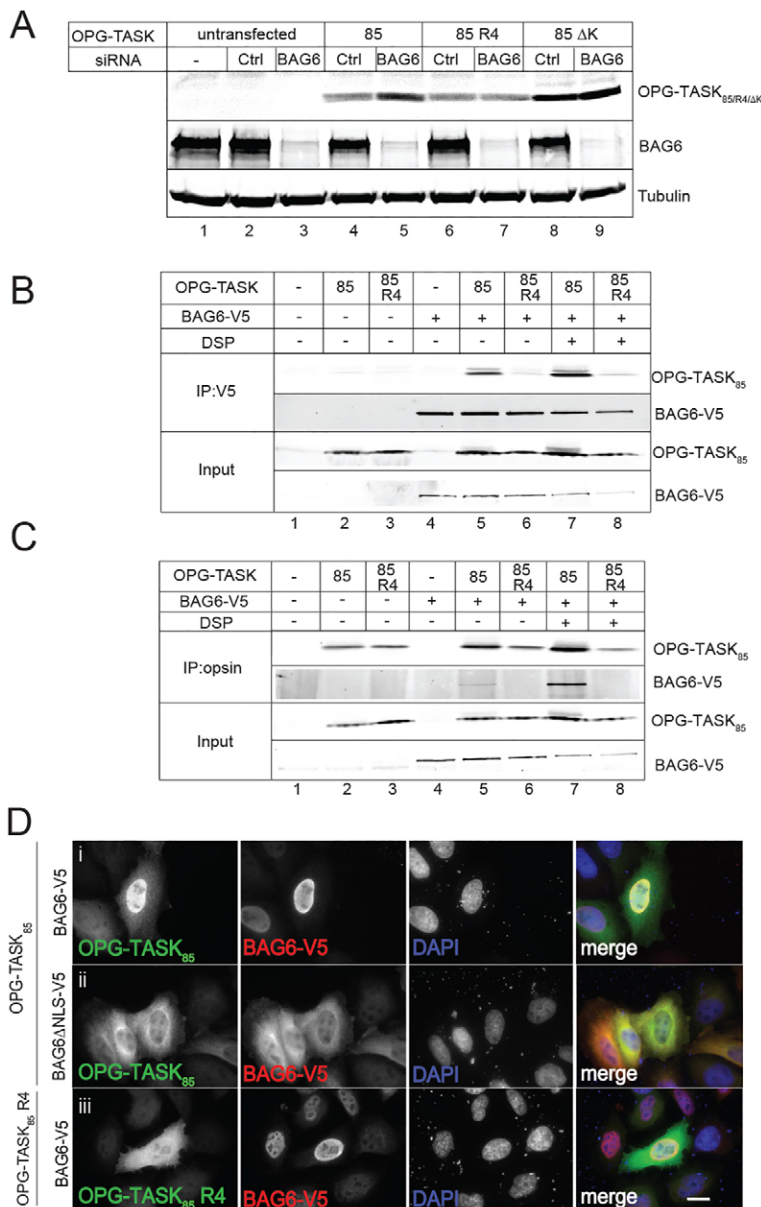 A
OPG-TASK untransfected 85 85 R4 85 ΔK
siRNA - Ctrl BAG6 Ctrl BAG6 Ctrl BAG6 Ctrl BAG6
OPG-TASK85/R4/ΔK
BAG6
Tubulin
1 2 3 4 5 6 7 8 9
B
OPG-TASK - 85 85 R4 - 85 85 R4 85 85 R4
BAG6-V5 - - - + + + + +
DSP - - - - - - + +
IP:V5
OPG-TASK85
BAG6-V5
Input
OPG-TASK85
BAG6-V5
1 2 3 4 5 6 7 8
C
OPG-TASK - 85 85 R4 - 85 85 R4 85 85 R4
BAG6-V5 - - - + + + + +
DSP - - - - - - + +
IP:opsin
OPG-TASK85
BAG6-V5
Input
OPG-TASK85
BAG6-V5
1 2 3 4 5 6 7 8
D
OPG-TASK85
BAG6-V5
i
OPG-TASK85 BAG6-V5 DAPI merge
BAG6ΔNLS-V5
ii
OPG-TASK85 BAG6-V5 DAPI merge
OPG-TASK85 R4
BAG6-V5
iii
OPG-TASK85 R4 BAG6-V5 DAPI merge